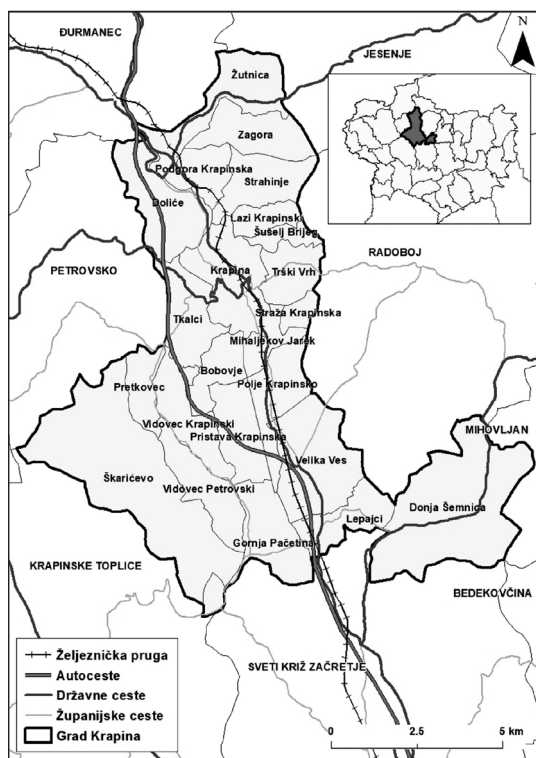 ĐURMANEC
N
JESENJE
Žutnica
Zagora
Podgora Krapinska
Strahinje
Doliće
Lazi Krapinski
Šušelj Brijeg
RADOBOJ
PETROVSKO
Krapina
Trški Vrh
Tkalci
Straža Krapinska
Mihaljekov Jarek
Bobovje
Pretkovec
Polje Krapinsko
Vidovec Krapinski
MIHOVLJAN
Pristava Krapinska
Velika Ves
Škarićevo
Vidovec Petrovski
Donja Šemnica
Lepajci
Gornja Pačetina
KRAPINSKE TOPLICE
BEDEKOVČINA
Željeznička pruga
Autoceste
Državne ceste
Županijske ceste
Grad Krapina
SVETI KRIŽ ZAČRETJE
0 2.5 5 km